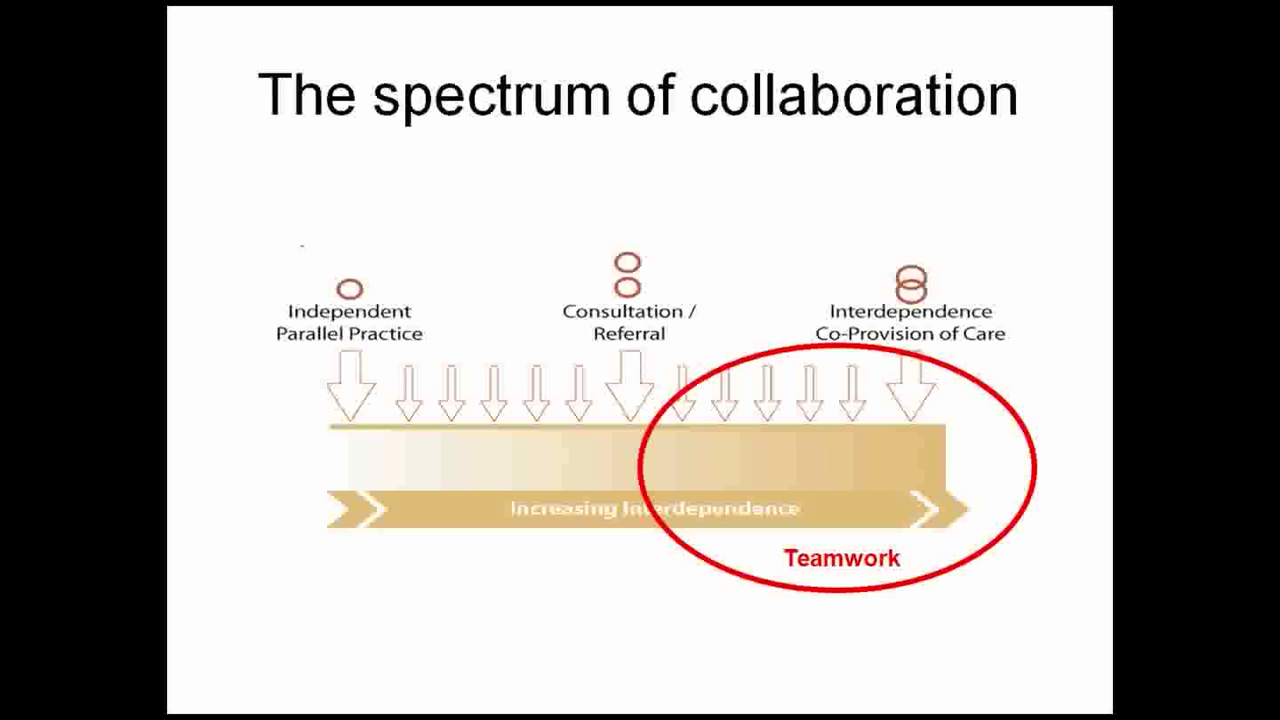 The spectrum of collaboration
Independent
Parallel Practice
Consultation /
Referral
Interdependence
Co-Provision of Care
Increasing Interdependence
Teamwork